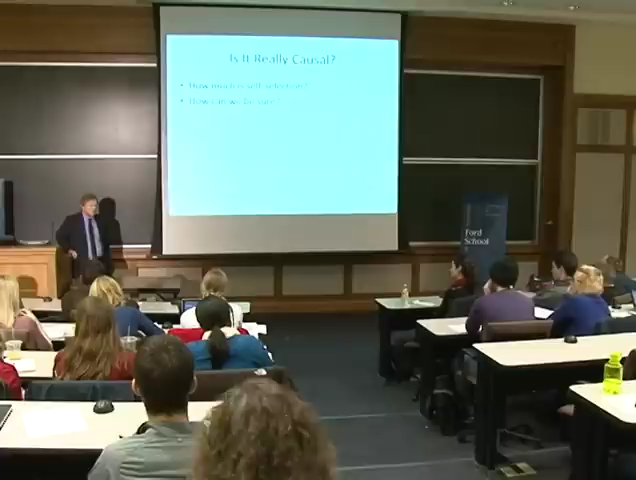 Is It Really Causal?
• How much is self-selection?
• How can we be sure?
Ford
School